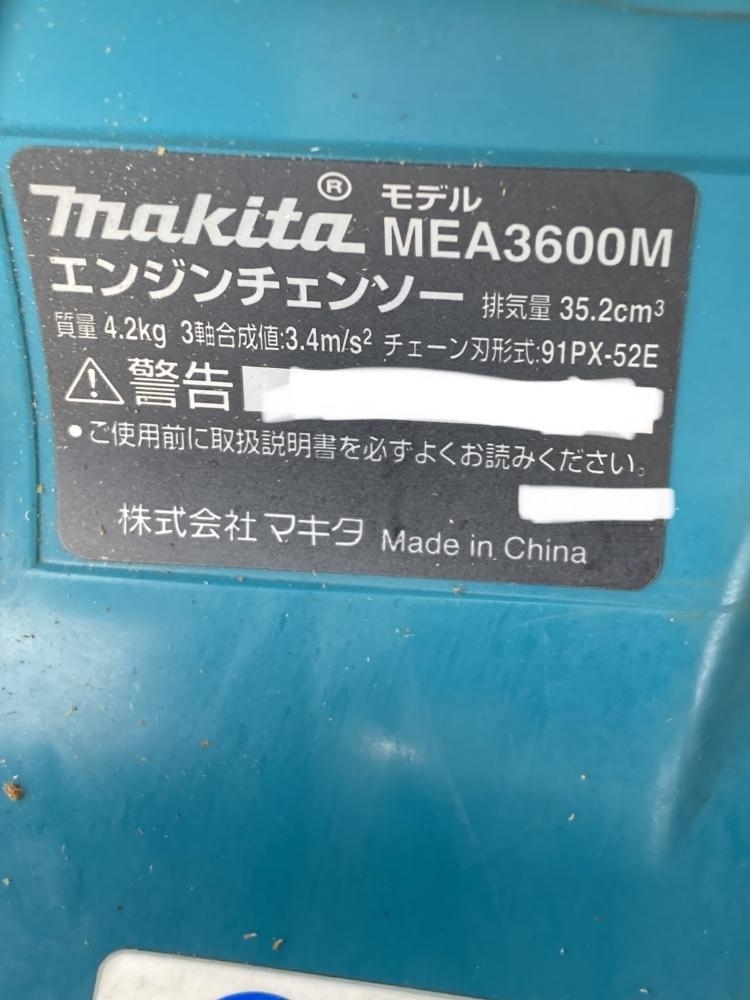 makita® モデル MEA3600M
エンジンチェンソー 排気量 35.2cm³
質量 4.2kg 3軸合成値:3.4m/s² チェーン刃形式:91PX-52E
⚠警告
•ご使用前に取扱説明書を必ずよくお読みください。
株式会社マキタ Made in China